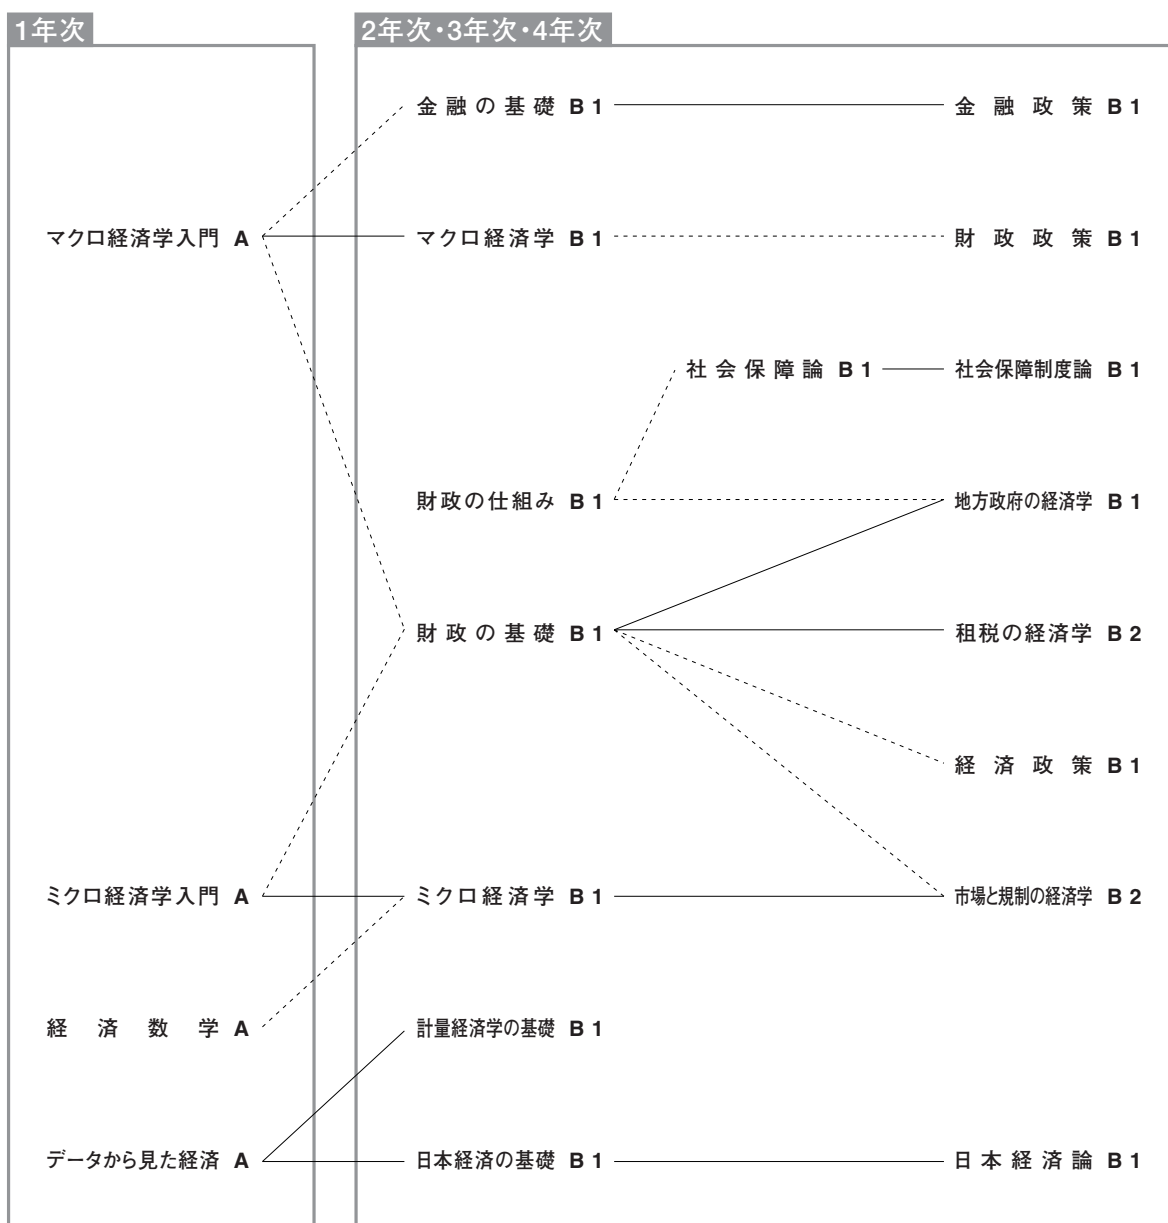 1年次
2年次・3年次・4年次
金融の基礎 B 1
金融政策 B 1
マクロ経済学入門 A
マクロ経済学 B 1
財政政策 B 1
社会保障論 B 1
社会保障制度論 B 1
財政の仕組み B 1
地方政府の経済学 B 1
財政の基礎 B 1
租税の経済学 B 2
経済政策 B 1
ミクロ経済学入門 A
ミクロ経済学 B 1
市場と規制の経済学 B 2
経済数学 A
計量経済学の基礎 B 1
データから見た経済 A
日本経済の基礎 B 1
日本経済論 B 1